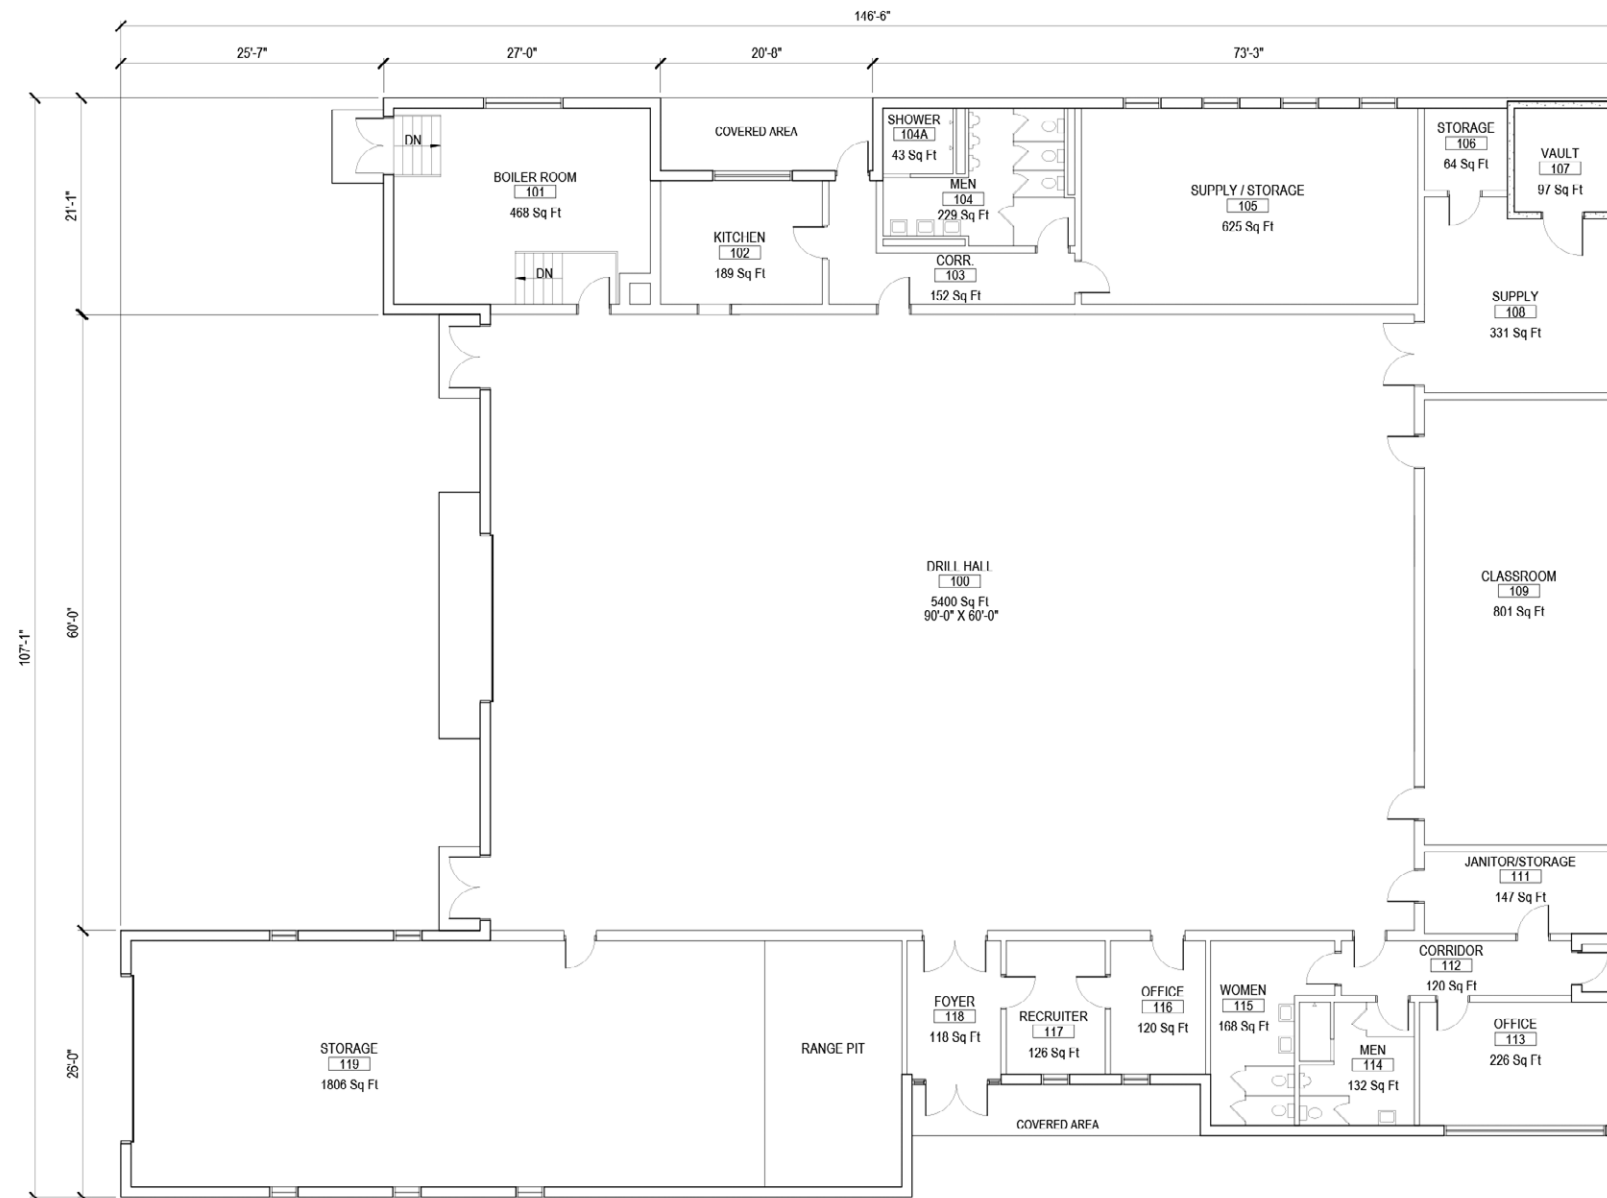 146'-6"
25'-7"
27'-0"
20'-8"
73'-3"
107'-1"
21'-1"
60'-0"
26'-0"
DN
BOILER ROOM
101
468 Sq Ft
DN
COVERED AREA
KITCHEN
102
189 Sq Ft
SHOWER
104A
43 Sq Ft
MEN
104
229 Sq Ft
CORR.
103
152 Sq Ft
SUPPLY / STORAGE
105
625 Sq Ft
STORAGE
106
64 Sq Ft
VAULT
107
97 Sq Ft
SUPPLY
108
331 Sq Ft
DRILL HALL
100
5400 Sq Ft
90'-0" X 60'-0"
CLASSROOM
109
801 Sq Ft
JANITOR/STORAGE
111
147 Sq Ft
CORRIDOR
112
120 Sq Ft
STORAGE
119
1806 Sq Ft
RANGE PIT
FOYER
118
118 Sq Ft
RECRUITER
117
126 Sq Ft
OFFICE
116
120 Sq Ft
WOMEN
115
168 Sq Ft
MEN
114
132 Sq Ft
OFFICE
113
226 Sq Ft
COVERED AREA